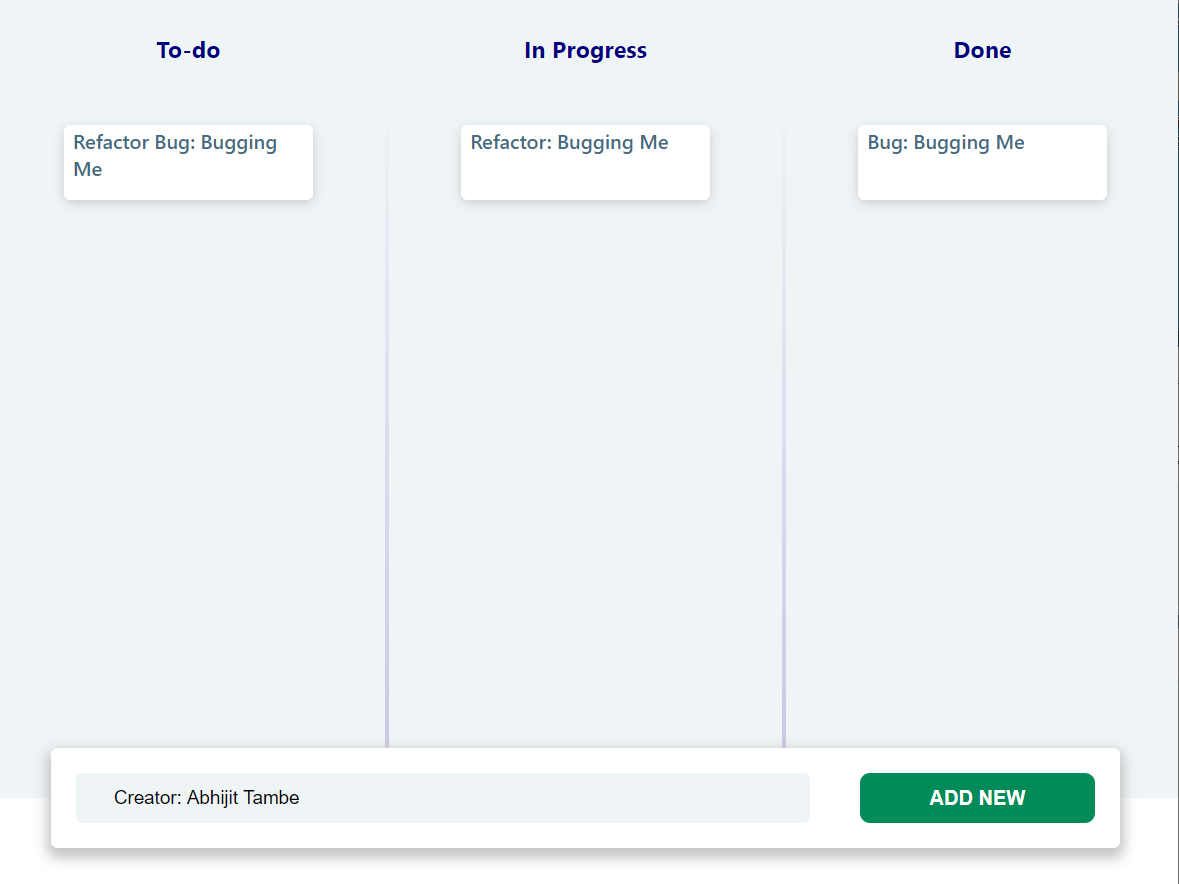 To-do
In Progress
Done
Refactor Bug: Bugging
Me
Refactor: Bugging Me
Bug: Bugging Me
Creator: Abhijit Tambe
ADD NEW